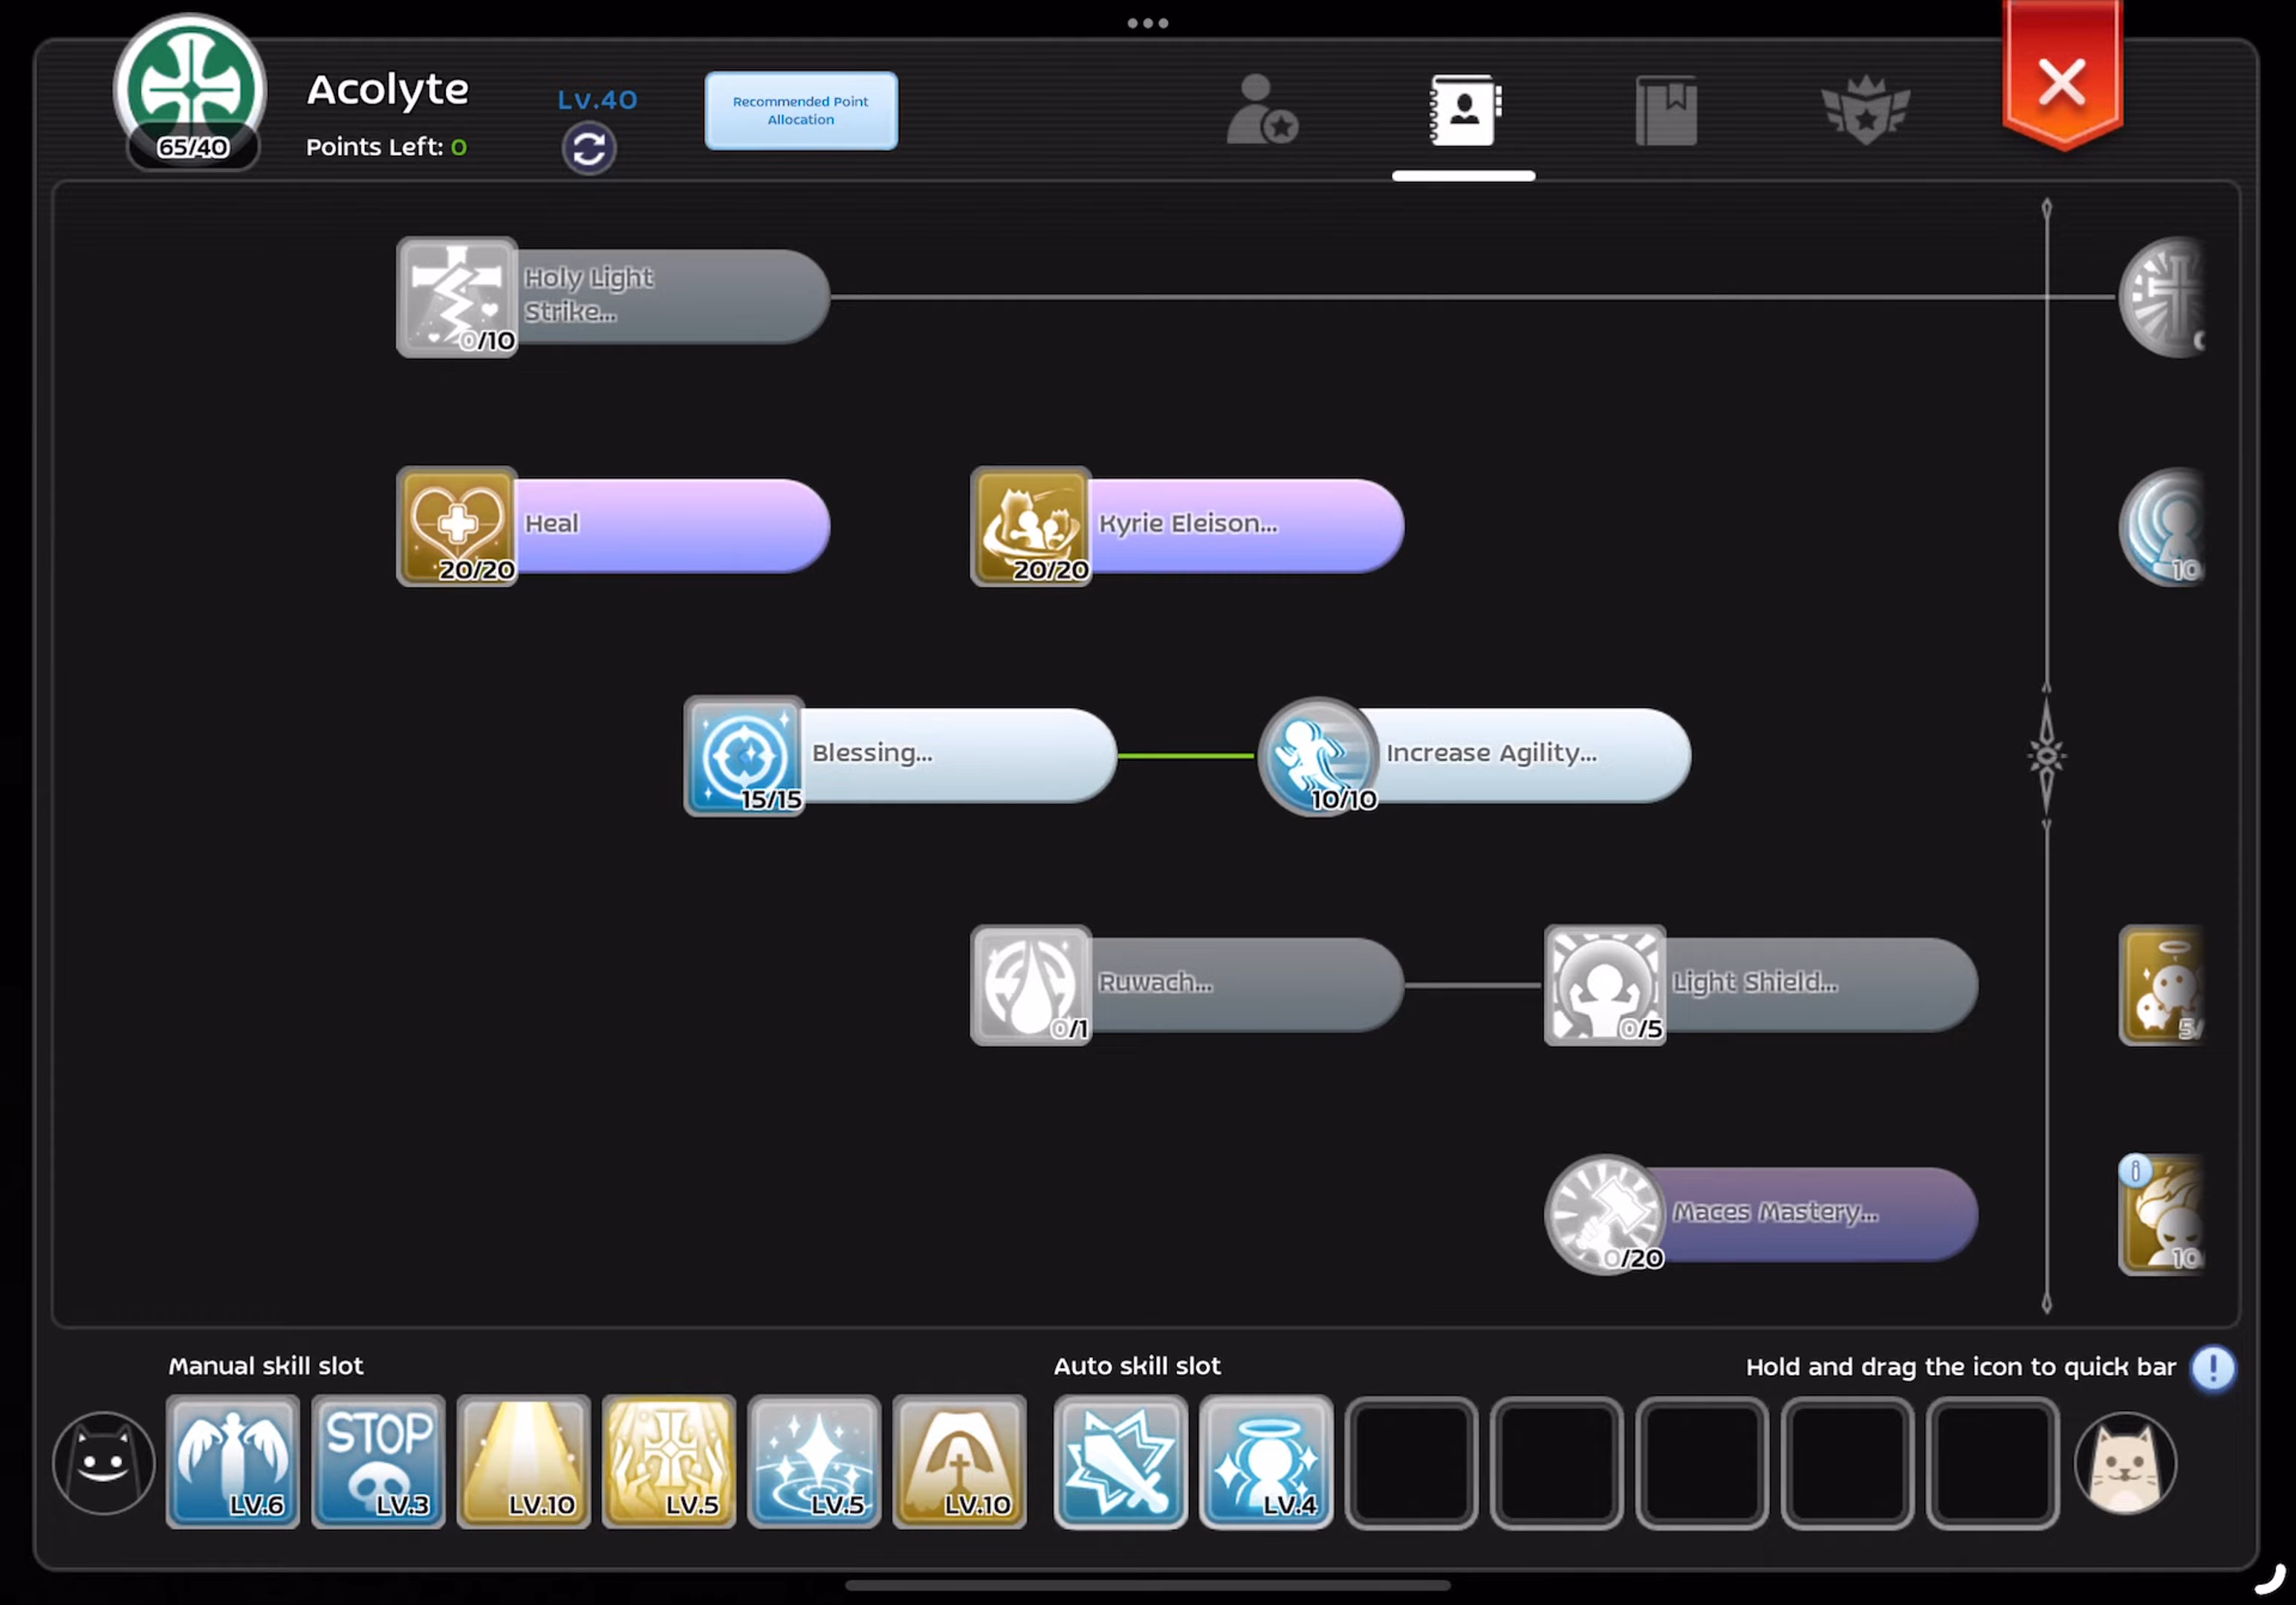 Acolyte
Lv.40
Recommended Point
Allocation
65/40
Points Left: 0
Holy Light
Strike...
0/10
Heal
20/20
Kyrie Eleison...
20/20
10
Blessing...
15/15
Increase Agility...
10/10
Ruwach...
0/1
Light Shield...
0/5
5/
Maces Mastery...
0/20
10
Manual skill slot
Auto skill slot
Hold and drag the icon to quick bar
STOP
LV.6
LV.3
LV.10
LV.5
LV.5
LV.10
LV.4